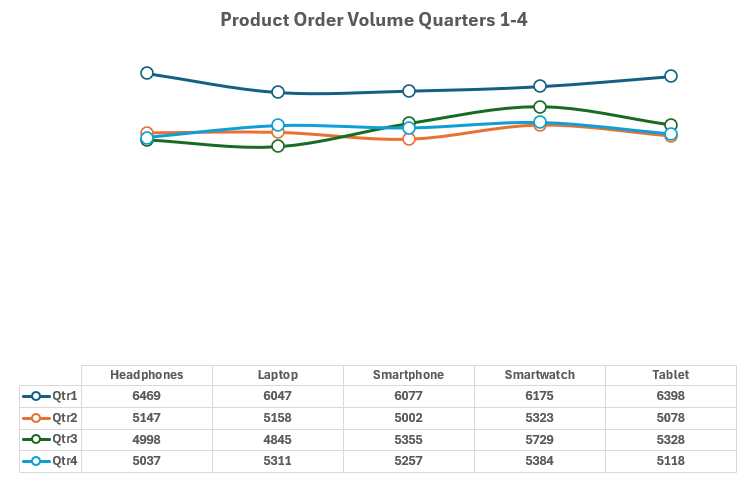 Product Order Volume Quarters 1-4
Headphones Laptop Smartphone Smartwatch Tablet
Qtr1 6469 6047 6077 6175 6398
Qtr2 5147 5158 5002 5323 5078
Qtr3 4998 4845 5355 5729 5328
Qtr4 5037 5311 5257 5384 5118